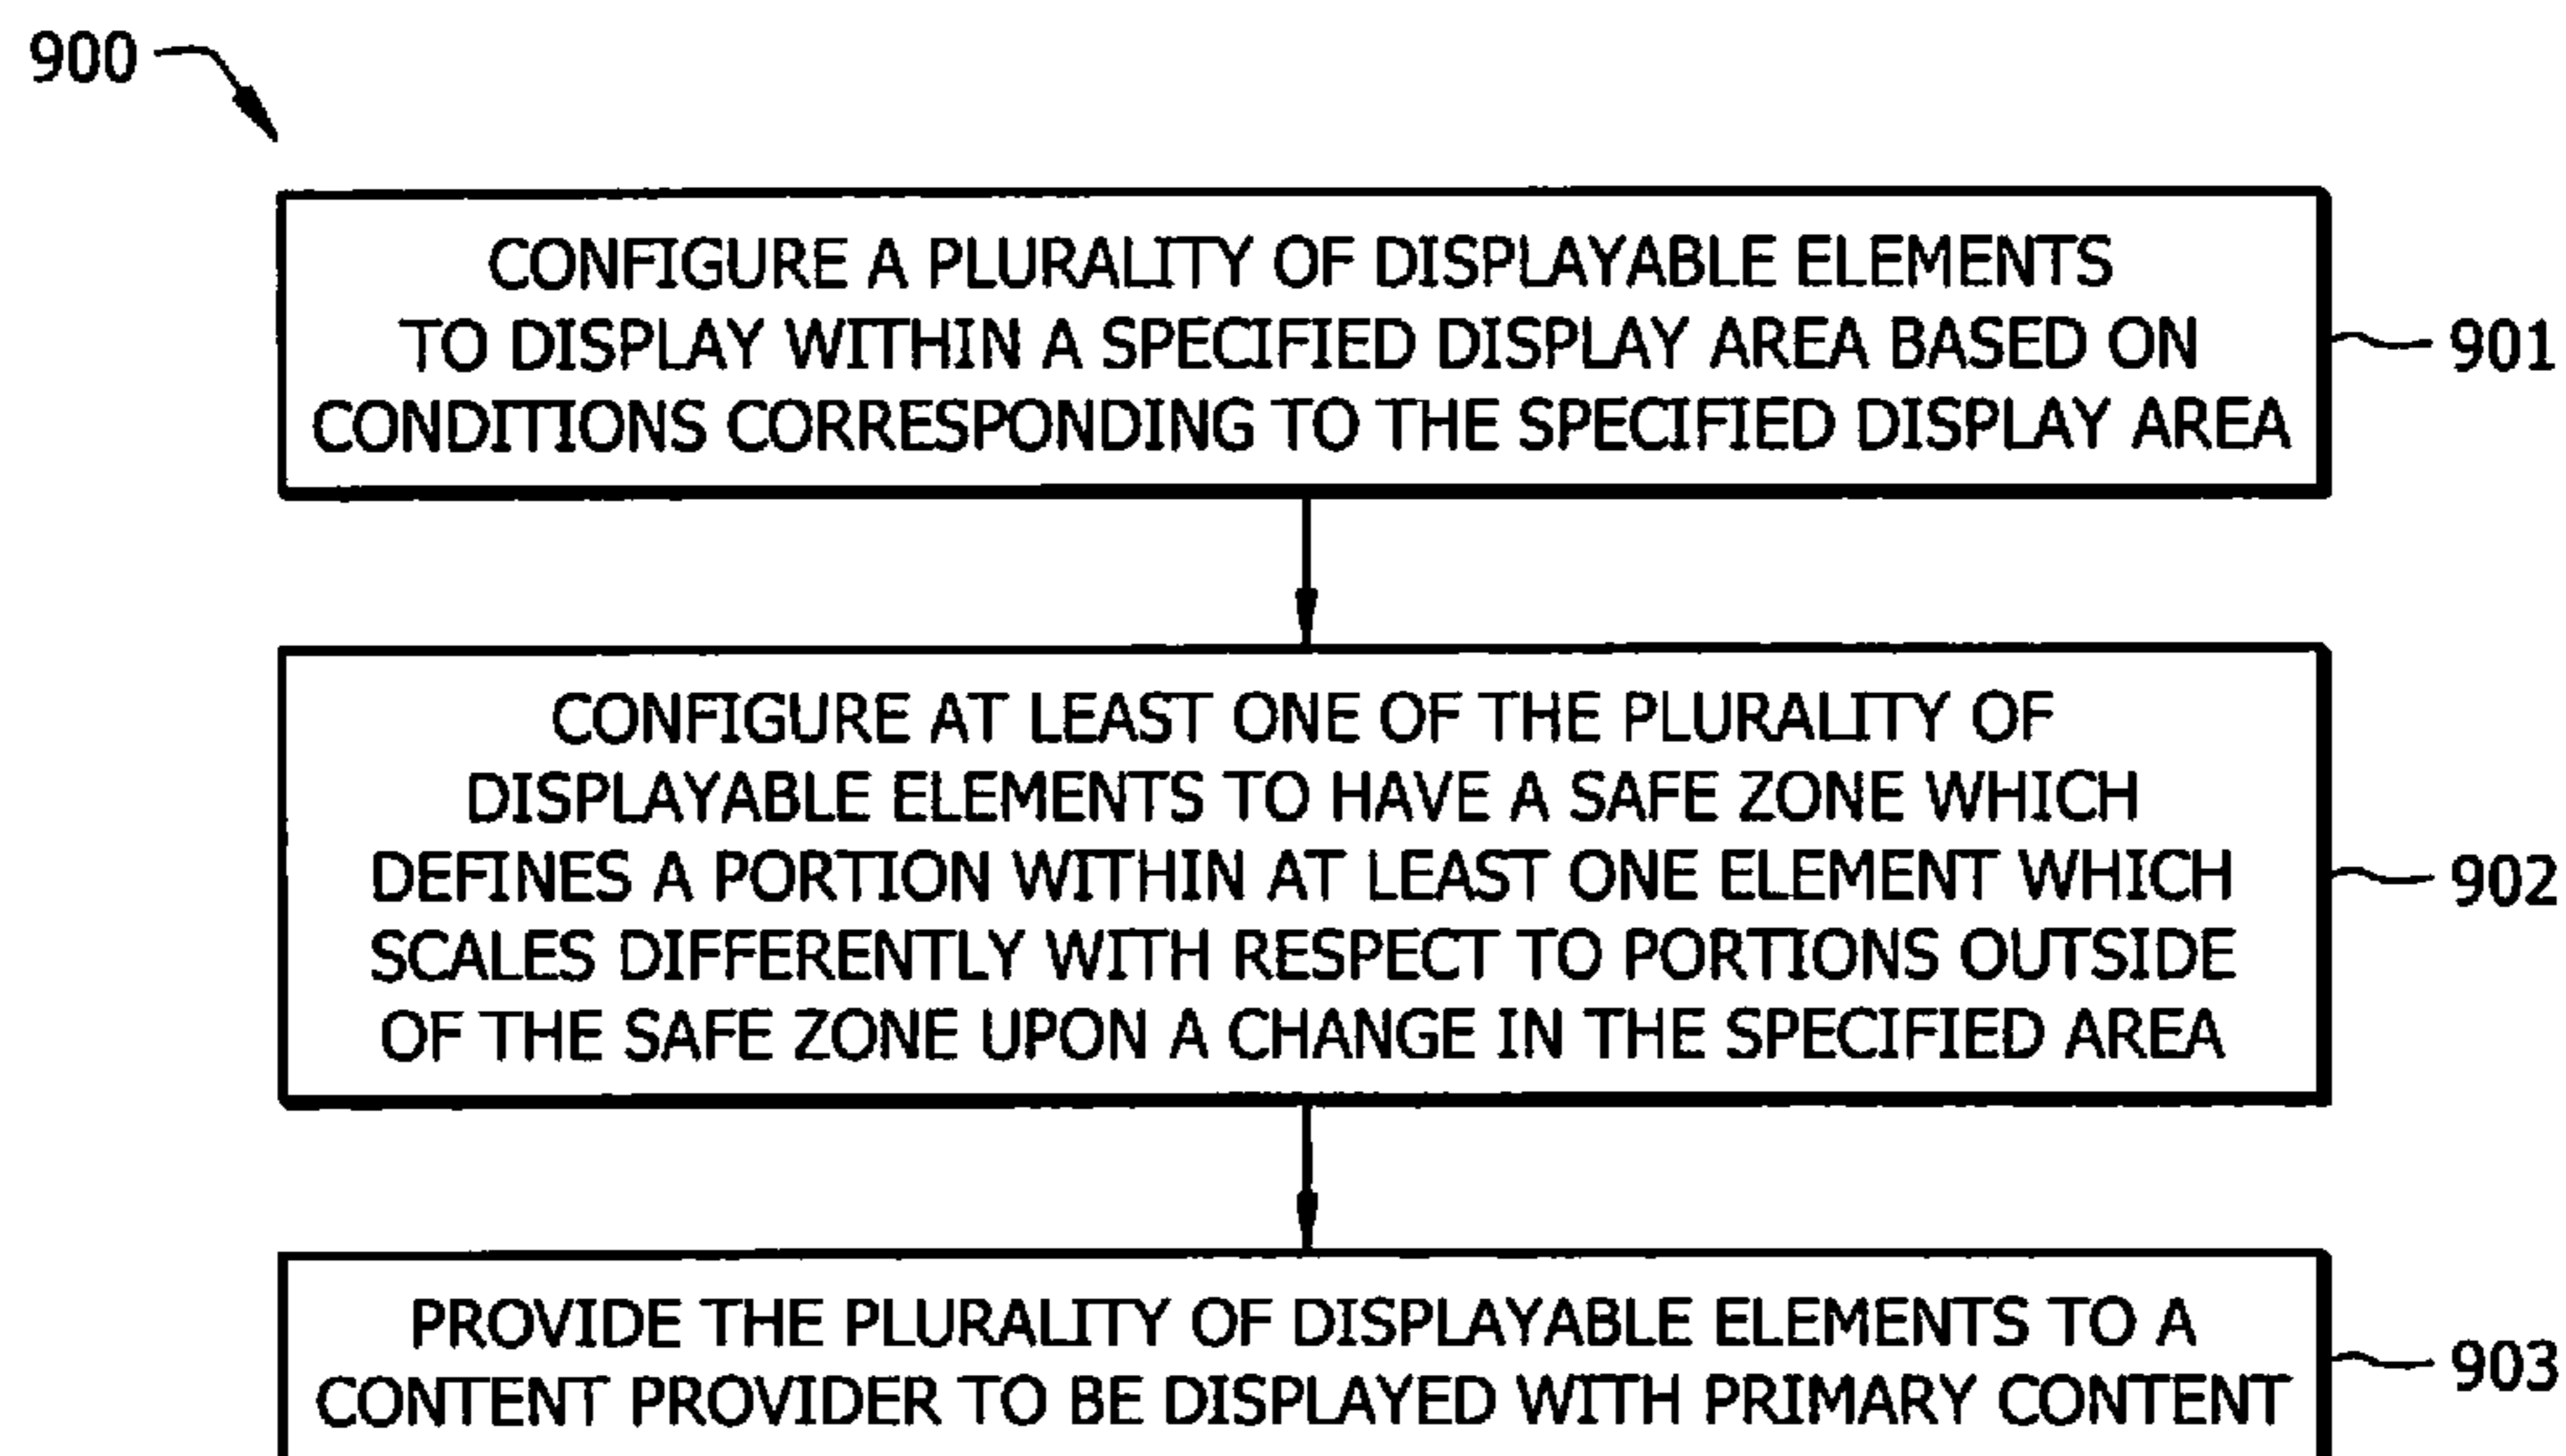 900
CONFIGURE A PLURALITY OF DISPLAYABLE ELEMENTS
TO DISPLAY WITHIN A SPECIFIED DISPLAY AREA BASED ON
CONDITIONS CORRESPONDING TO THE SPECIFIED DISPLAY AREA
901
CONFIGURE AT LEAST ONE OF THE PLURALITY OF
DISPLAYABLE ELEMENTS TO HAVE A SAFE ZONE WHICH
DEFINES A PORTION WITHIN AT LEAST ONE ELEMENT WHICH
SCALES DIFFERENTLY WITH RESPECT TO PORTIONS OUTSIDE
OF THE SAFE ZONE UPON A CHANGE IN THE SPECIFIED AREA
902
PROVIDE THE PLURALITY OF DISPLAYABLE ELEMENTS TO A
CONTENT PROVIDER TO BE DISPLAYED WITH PRIMARY CONTENT
903